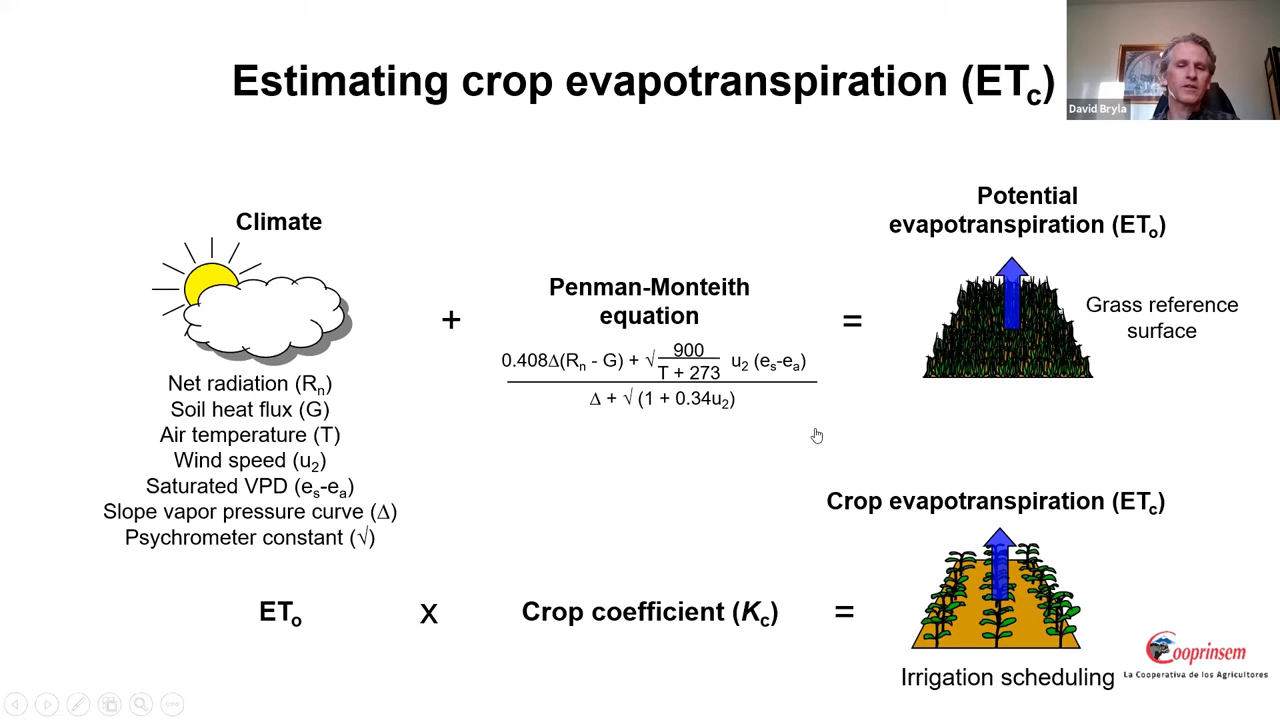 Estimating crop evapotranspiration (ETc)
David Bryla
Climate
Net radiation (Rn)
Soil heat flux (G)
Air temperature (T)
Wind speed (u2)
Saturated VPD (es-ea)
Slope vapor pressure curve (Δ)
Psychrometer constant (√)
+
Penman-Monteith
equation
0.408Δ(Rn - G) + √ 900 u2 (es-ea)
T + 273
Δ + √ (1 + 0.34u2)
=
Potential
evapotranspiration (ETo)
Grass reference
surface
ETo x Crop coefficient (Kc) =
Crop evapotranspiration (ETc)
Irrigation scheduling
Cooprinsem
La Cooperativa de los Agricultores